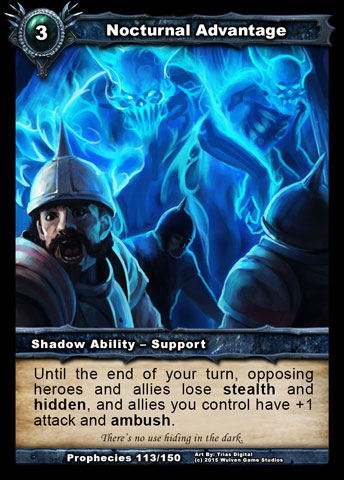 3
Nocturnal Advantage
Shadow Ability – Support
Until the end of your turn, opposing
heroes and allies lose stealth and
hidden, and allies you control have +1
attack and ambush.
There's no use hiding in the dark.
Prophecies 113/150
Art By: Trias Digital
(c) 2015 Wulven Game Studios